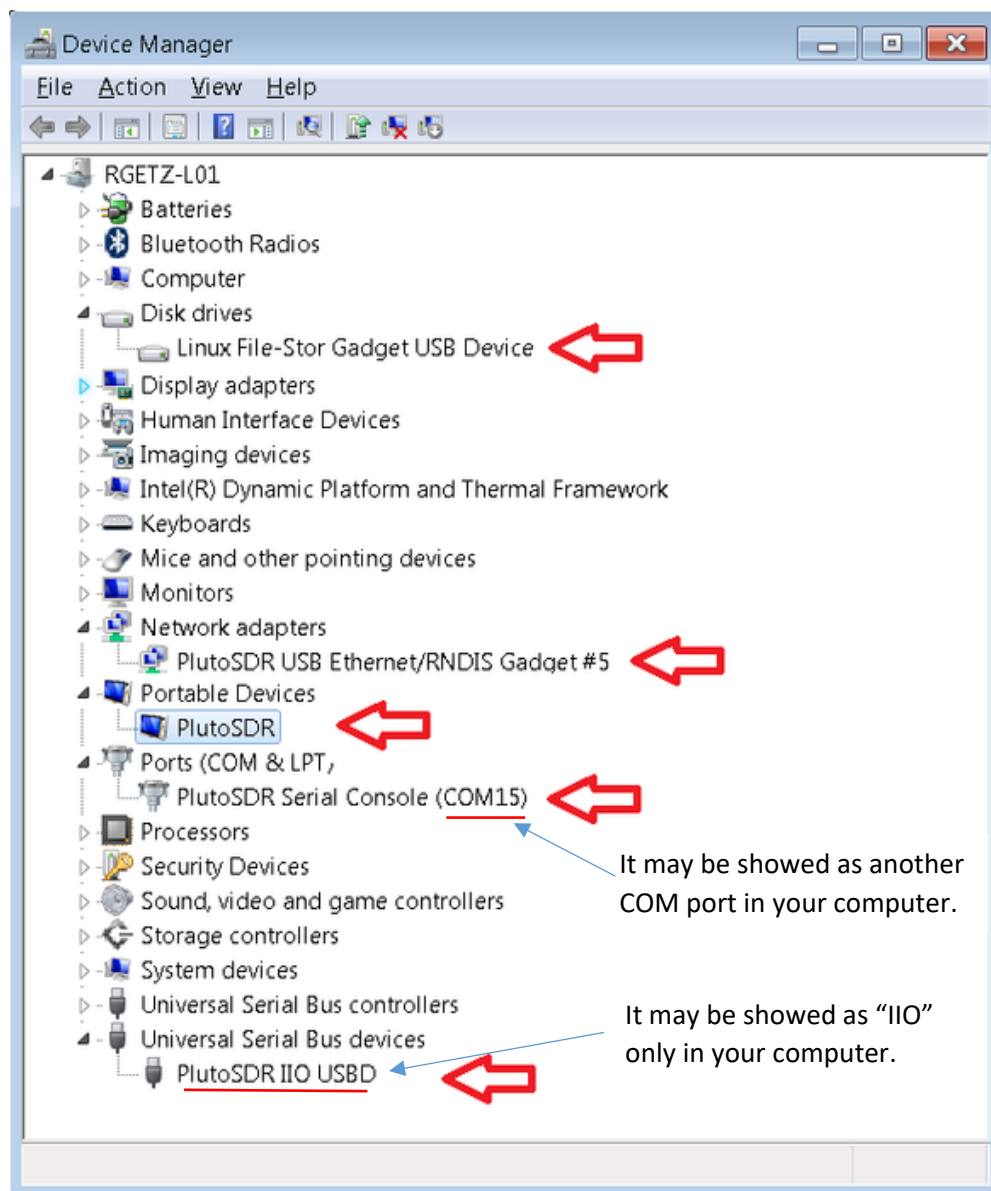 Device Manager
File Action View Help
RGETZ-L01
Batteries
Bluetooth Radios
Computer
Disk drives
Linux File-Stor Gadget USB Device
Display adapters
Human Interface Devices
Imaging devices
Intel(R) Dynamic Platform and Thermal Framework
Keyboards
Mice and other pointing devices
Monitors
Network adapters
PlutoSDR USB Ethernet/RNDIS Gadget #5
Portable Devices
PlutoSDR
Ports (COM & LPT,
PlutoSDR Serial Console (COM15)
Processors
It may be showed as another
COM port in your computer.
Security Devices
Sound, video and game controllers
Storage controllers
System devices
Universal Serial Bus controllers
It may be showed as “IIO”
only in your computer.
Universal Serial Bus devices
PlutoSDR IIO USBD